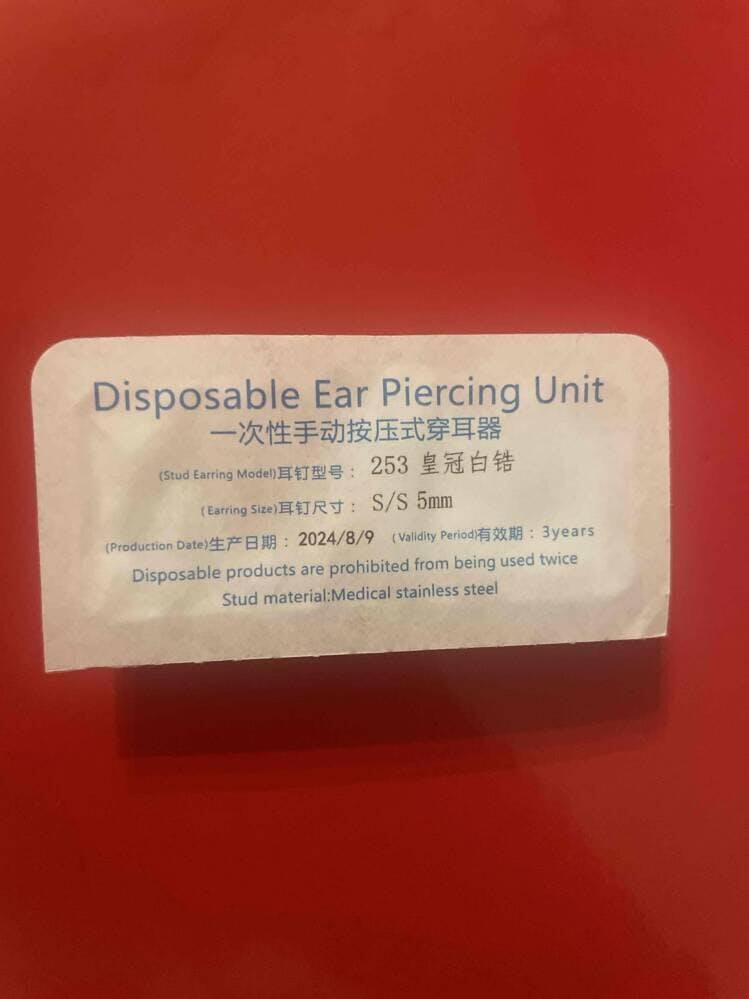 Disposable Ear Piercing Unit
一次性手动按压式穿耳器
(Stud Earring Model)耳钉型号： 253 皇冠白锆
(Earring Size)耳钉尺寸： S/S 5mm
(Production Date)生产日期：2024/8/9 (Validity Period)有效期：3years
Disposable products are prohibited from being used twice
Stud material:Medical stainless steel